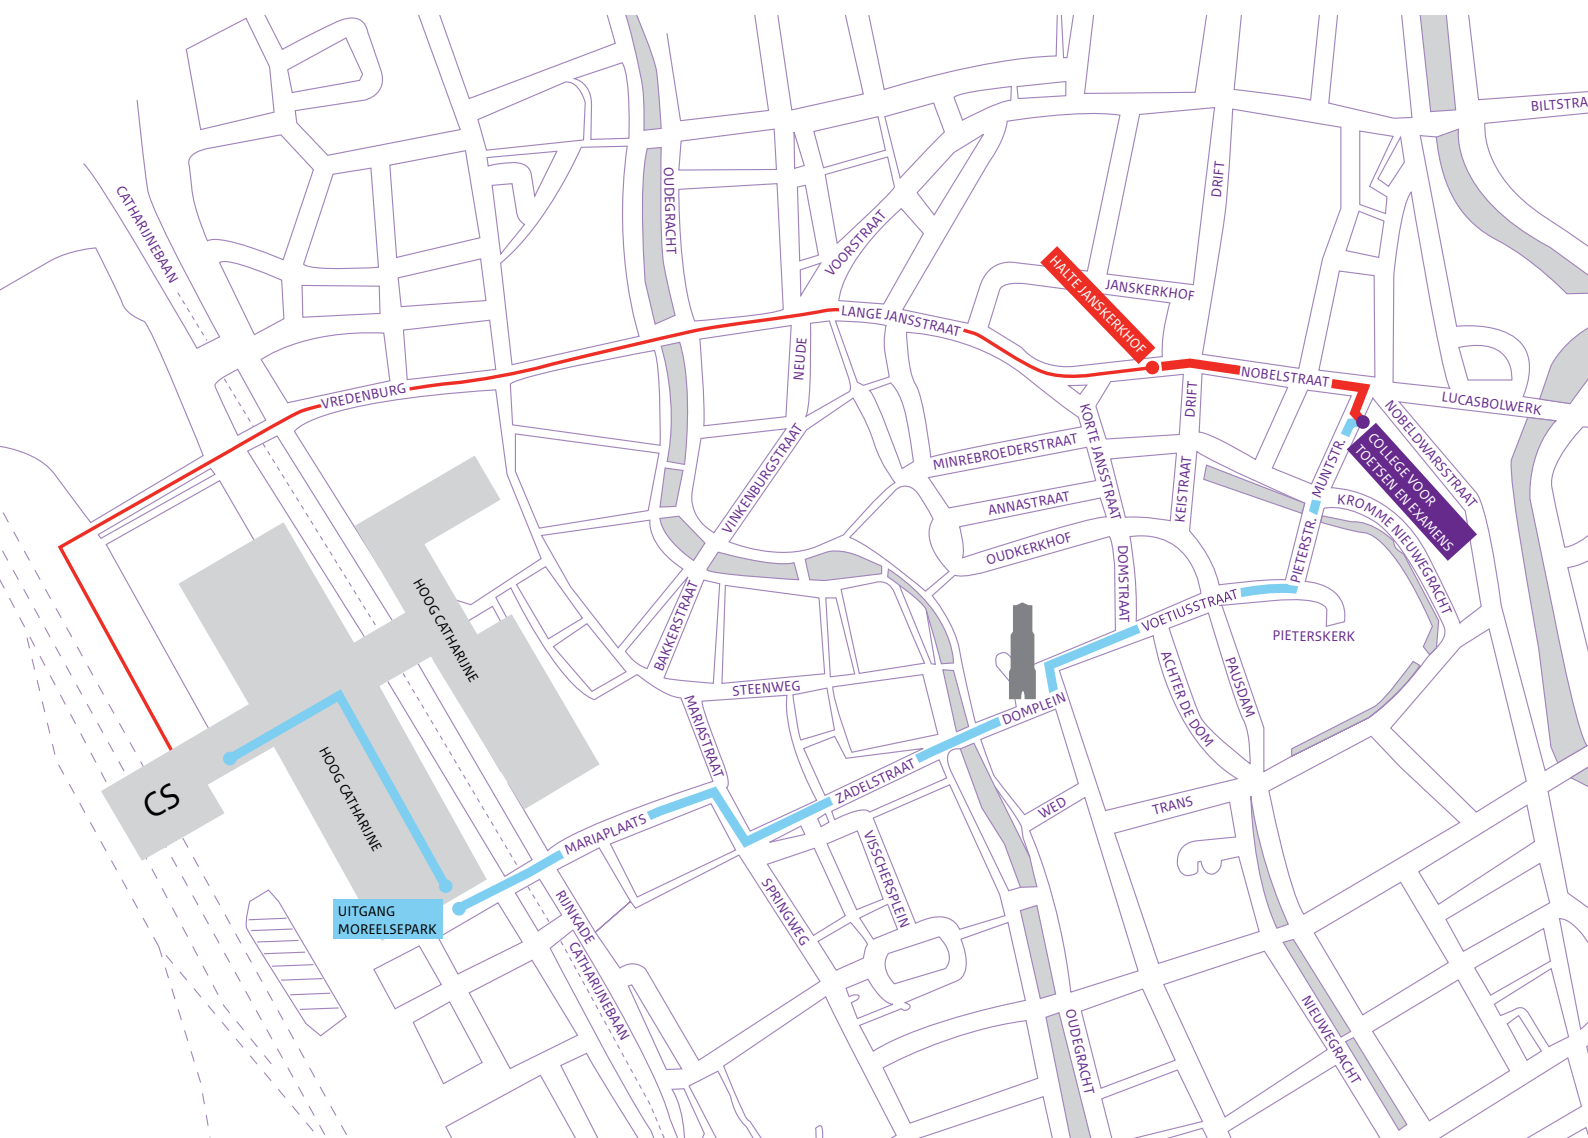 BILTSTRA
CATHARIJNEBAAN
OUDEGRACHT
DRIFT
VOORSTRAAT
HALTE JANSKERKHOF
JANSKERKHOF
LANGE JANSSTRAAT
NEUDE
NOBELSTRAAT
VREDENBURG
DRIFT
LUCASBOLWERK
NOBELDWARSSTRAAT
KORTE JANSSTRAAT
MINREBROEDERSTRAAT
VINKENBURGSTRAAT
MUNTSTR.
COLLEGE VOOR
TOETSEN EN EXAMENS
KEISTRAAT
ANNASTRAAT
KROMME NIEUWEGRACHT
OUDKERKHOF
PIETERSTR.
DOMSTRAAT
HOOG CATHARIJNE
BAKKERSTRAAT
VOETIUSSTRAAT
PIETERSKERK
STEENWEG
ACHTER DE DOM
PAUSDAM
MARIASTRAAT
DOMPLEIN
ZADELSTRAAT
CS
HOOG CATHARIJNE
WED
TRANS
MARIAPLAATS
VISSCHERSPLEIN
SPRINGWEG
RIJNKADE
UITGANG
MOREELSEPARK
CATHARIJNEBAAN
OUDEGRACHT
NIEUWEGRACHT